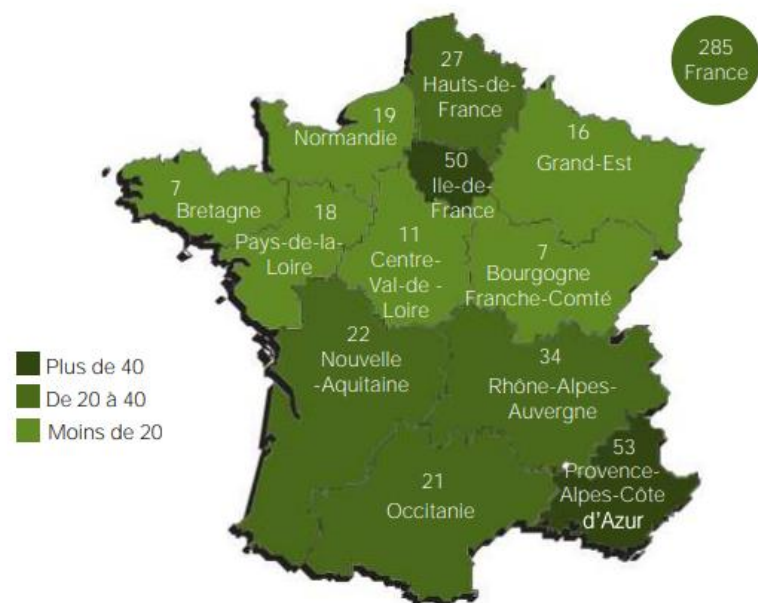 285
France
27
Hauts-de-
France
19
Normandie
16
Grand-Est
50
Ile-de-
France
7
Bretagne
18
Pays-de-la-
Loire
11
Centre-
Val-de -
Loire
7
Bourgogne
Franche-Comté
22
Nouvelle
-Aquitaine
34
Rhône-Alpes-
Auvergne
53
Provence-
Alpes-Côte
d'Azur
21
Occitanie
Plus de 40
De 20 à 40
Moins de 20